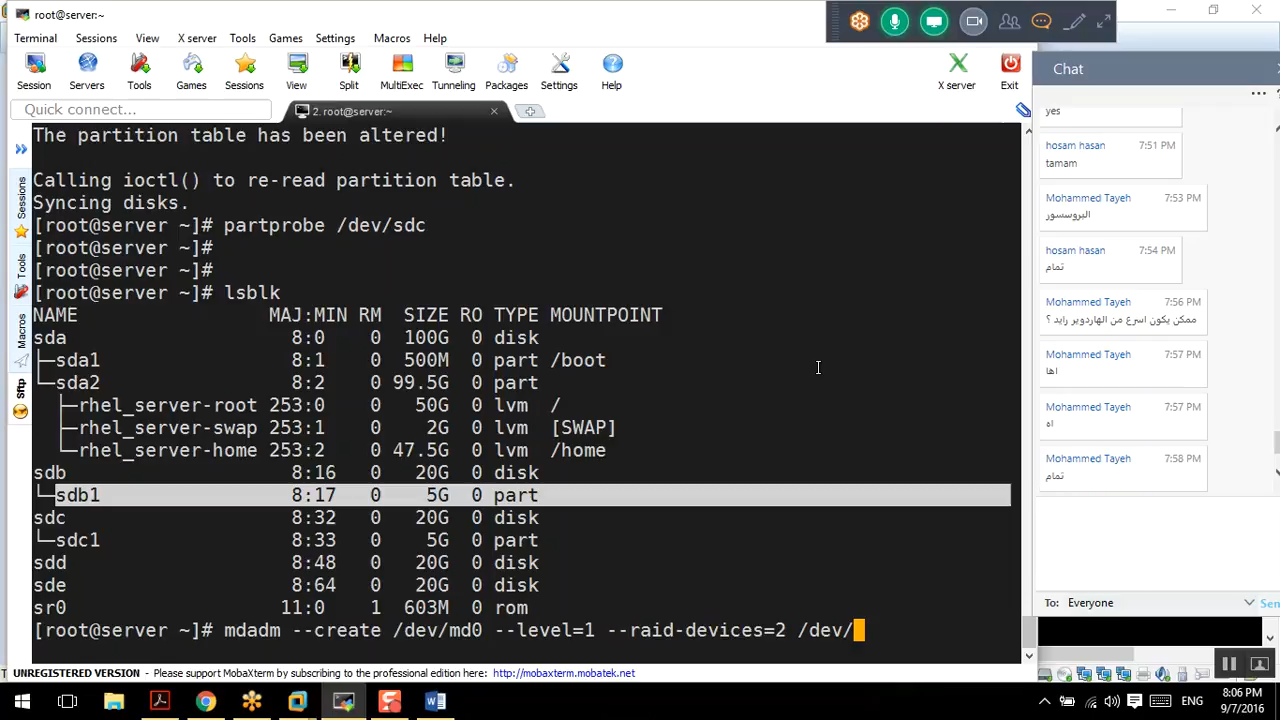 root@server:~
Terminal Sessions View X server Tools Games Settings Macros Help
Session Servers Tools Games Sessions View Split MultiExec Tunneling Packages Settings Help X server Exit
Quick connect...
2. root@server:~
Sessions
Tools
Macros
Sftp
The partition table has been altered!
Calling ioctl() to re-read partition table.
Syncing disks.
[root@server ~]# partprobe /dev/sdc
[root@server ~]#
[root@server ~]#
[root@server ~]# lsblk
NAME MAJ:MIN RM SIZE RO TYPE MOUNTPOINT
sda 8:0 0 100G 0 disk
├─sda1 8:1 0 500M 0 part /boot
└─sda2 8:2 0 99.5G 0 part
├─rhel_server-root 253:0 0 50G 0 lvm /
├─rhel_server-swap 253:1 0 2G 0 lvm [SWAP]
└─rhel_server-home 253:2 0 47.5G 0 lvm /home
sdb 8:16 0 20G 0 disk
└─sdb1 8:17 0 5G 0 part
sdc 8:32 0 20G 0 disk
└─sdc1 8:33 0 5G 0 part
sdd 8:48 0 20G 0 disk
sde 8:64 0 20G 0 disk
sr0 11:0 1 603M 0 rom
[root@server ~]# mdadm --create /dev/md0 --level=1 --raid-devices=2 /dev/
UNREGISTERED VERSION - Please support MobaXterm by subscribing to the professional edition here: http://mobaxterm.mobatek.net
Chat
yes
hosam hasan 7:51 PM
tamam
Mohammed Tayeh 7:53 PM
البروسسور
hosam hasan 7:54 PM
تمام
Mohammed Tayeh 7:56 PM
ممكن يكون اسرع من الهاردوير رايد ؟
Mohammed Tayeh 7:57 PM
اها
Mohammed Tayeh 7:57 PM
اه
Mohammed Tayeh 7:58 PM
تمام
To: Everyone
Sen
ENG
8:06 PM
9/7/2016